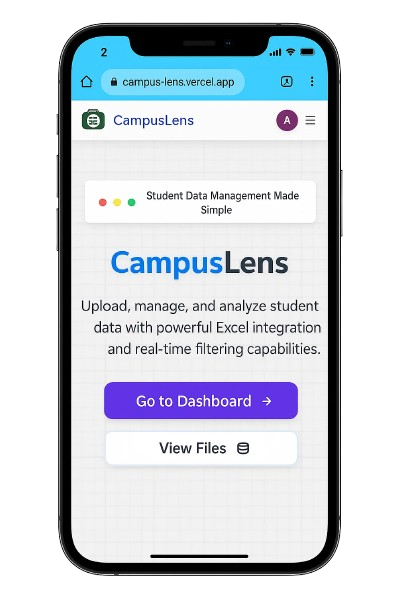 2
campus-lens.vercel.app
CampusLens
A
Student Data Management Made
Simple
CampusLens
Upload, manage, and analyze student
data with powerful Excel integration
and real-time filtering capabilities.
Go to Dashboard →
View Files